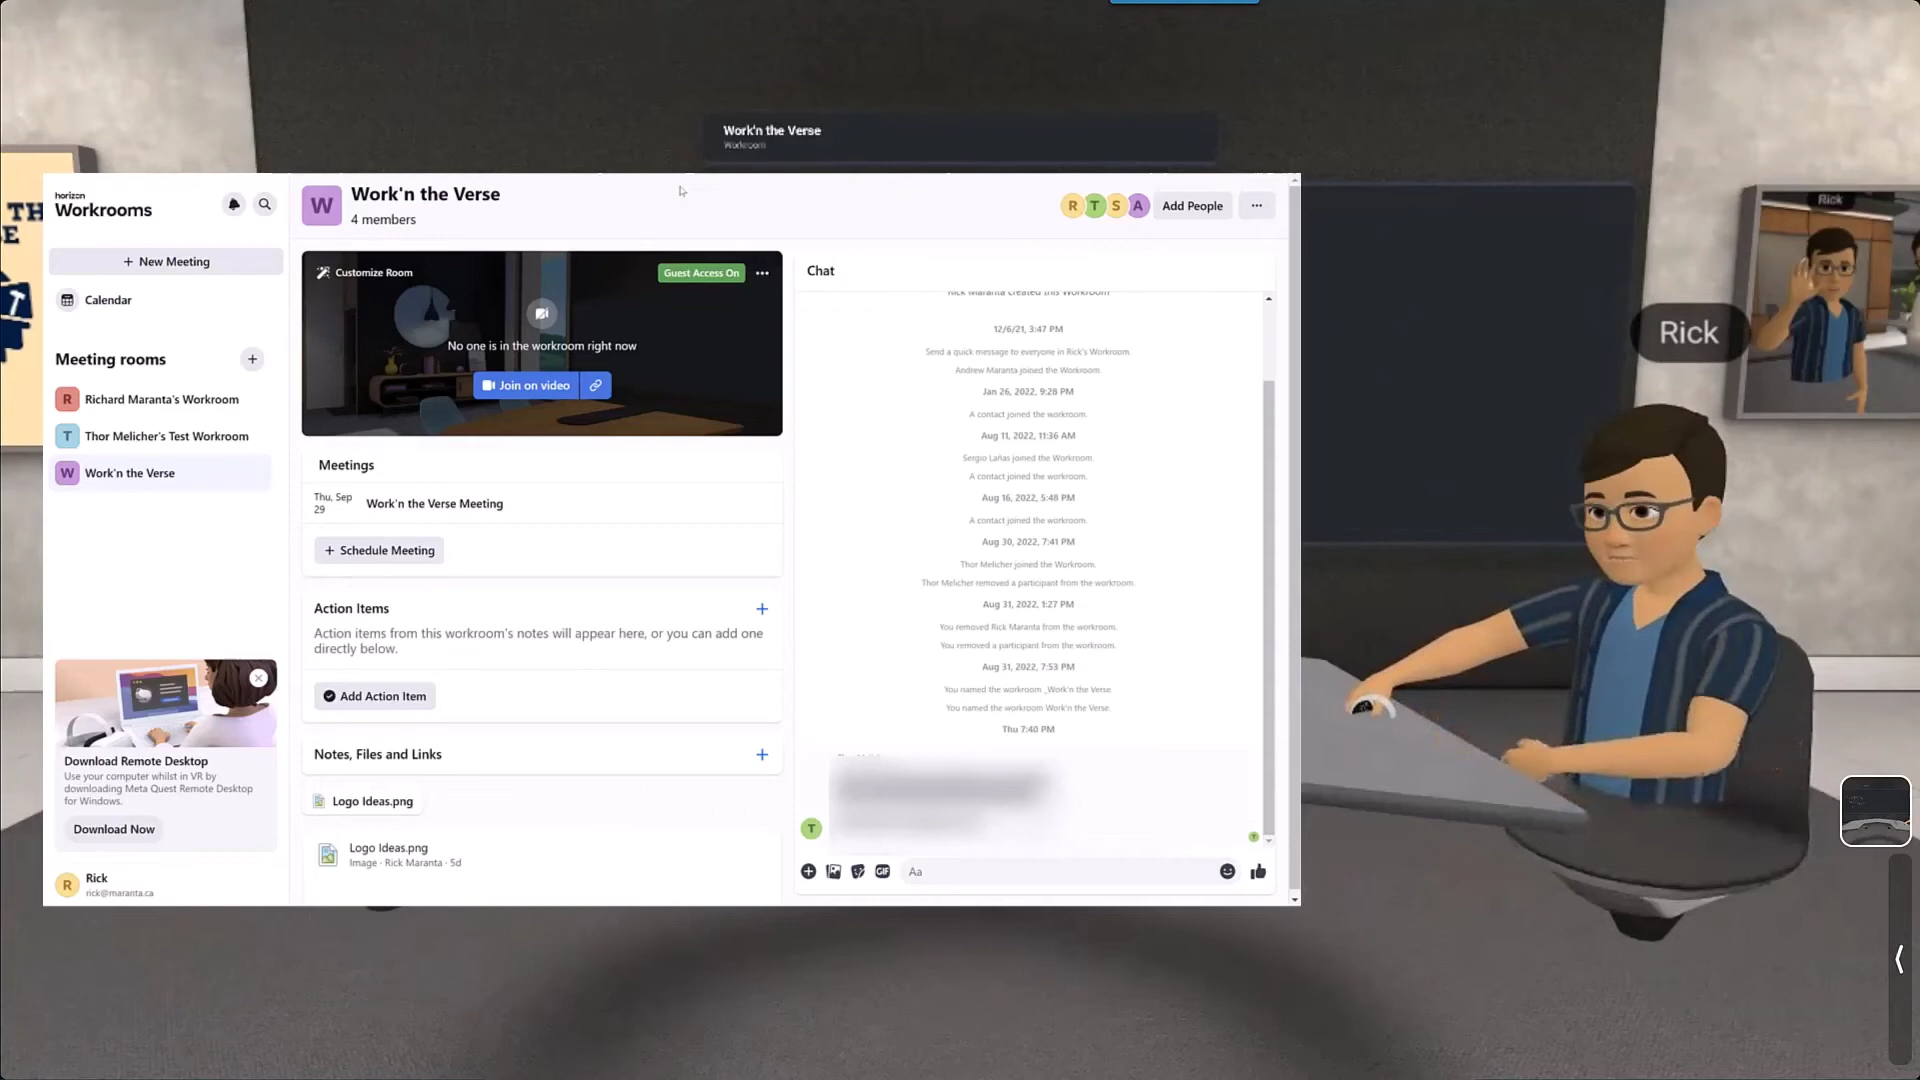 Work'n the Verse
Workroom
TH
E
Rick
Rick
horizon
Workrooms
+ New Meeting
Calendar
Meeting rooms
R Richard Maranta's Workroom
T Thor Melicher's Test Workroom
W Work'n the Verse
Download Remote Desktop
Use your computer whilst in VR by
downloading Meta Quest Remote Desktop
for Windows.
Download Now
R Rick
rick@maranta.ca
W Work'n the Verse
4 members
R T S A Add People ...
Customize Room Guest Access On ...
No one is in the workroom right now
Join on video
Meetings
Thu, Sep
29
Work'n the Verse Meeting
+ Schedule Meeting
Action Items
Action items from this workroom's notes will appear here, or you can add one
directly below.
Add Action Item
Notes, Files and Links
Logo Ideas.png
Logo Ideas.png
Image · Rick Maranta · 5d
Chat
Rick Maranta created this Workroom
12/6/21, 3:47 PM
Send a quick message to everyone in Rick's Workroom.
Andrew Maranta joined the Workroom.
Jan 26, 2022, 9:28 PM
A contact joined the workroom.
Aug 11, 2022, 11:36 AM
Sergio Lañas joined the Workroom.
A contact joined the workroom.
Aug 16, 2022, 5:48 PM
A contact joined the workroom.
Aug 30, 2022, 7:41 PM
Thor Melicher joined the Workroom.
Thor Melicher removed a participant from the workroom.
Aug 31, 2022, 1:27 PM
You removed Rick Maranta from the workroom.
You removed a participant from the workroom.
Aug 31, 2022, 7:53 PM
You named the workroom _Work'n the Verse.
You named the workroom Work'n the Verse.
Thu 7:40 PM
T
GIF Aa